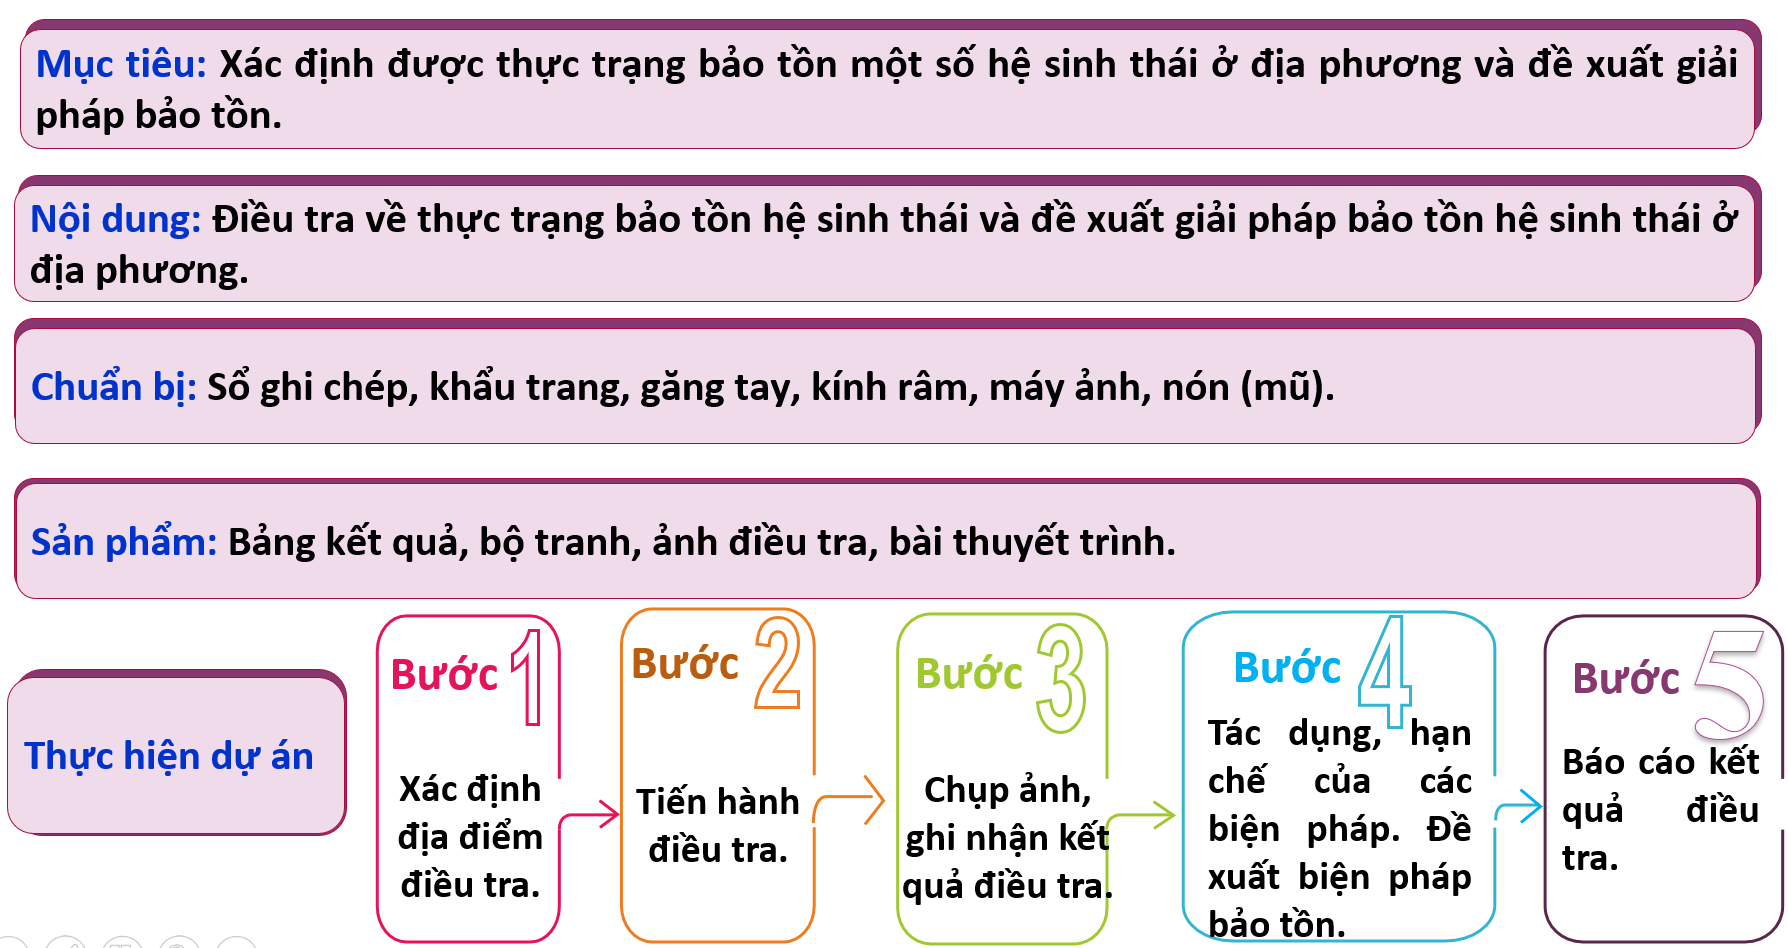 Mục tiêu: Xác định được thực trạng bảo tồn một số hệ sinh thái ở địa phương và đề xuất giải
pháp bảo tồn.
Nội dung: Điều tra về thực trạng bảo tồn hệ sinh thái và đề xuất giải pháp bảo tồn hệ sinh thái ở
địa phương.
Chuẩn bị: Sổ ghi chép, khẩu trang, găng tay, kính râm, máy ảnh, nón (mũ).
Sản phẩm: Bảng kết quả, bộ tranh, ảnh điều tra, bài thuyết trình.
Thực hiện dự án
Bước 1
Xác định
địa điểm
điều tra.
Bước 2
Tiến hành
điều tra.
Bước 3
Chụp ảnh,
ghi nhận kết
quả điều tra.
Bước 4
Tác dụng, hạn
chế của các
biện pháp. Đề
xuất biện pháp
bảo tồn.
Bước 5
Báo cáo kết
quả điều
tra.